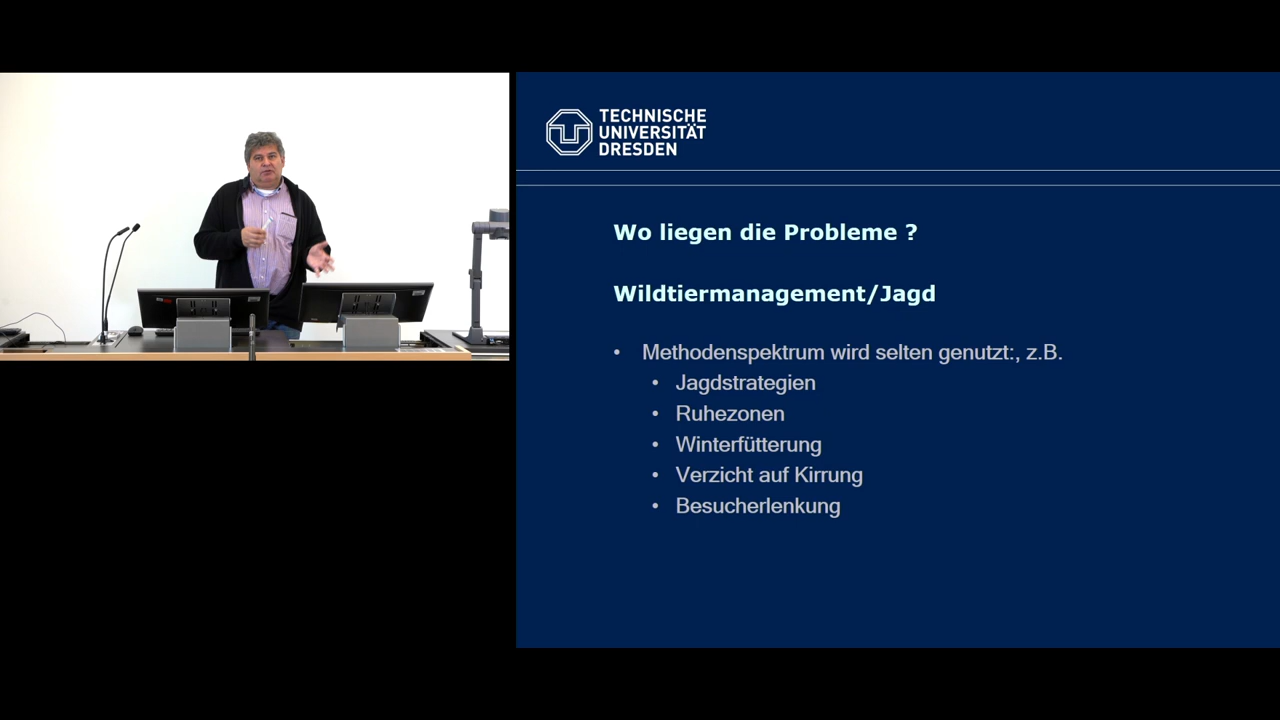 TECHNISCHE
UNIVERSITÄT
DRESDEN
Wo liegen die Probleme ?
Wildtiermanagement/Jagd
• Methodenspektrum wird selten genutzt:, z.B.
• Jagdstrategien
• Ruhezonen
• Winterfütterung
• Verzicht auf Kirrung
• Besucherlenkung